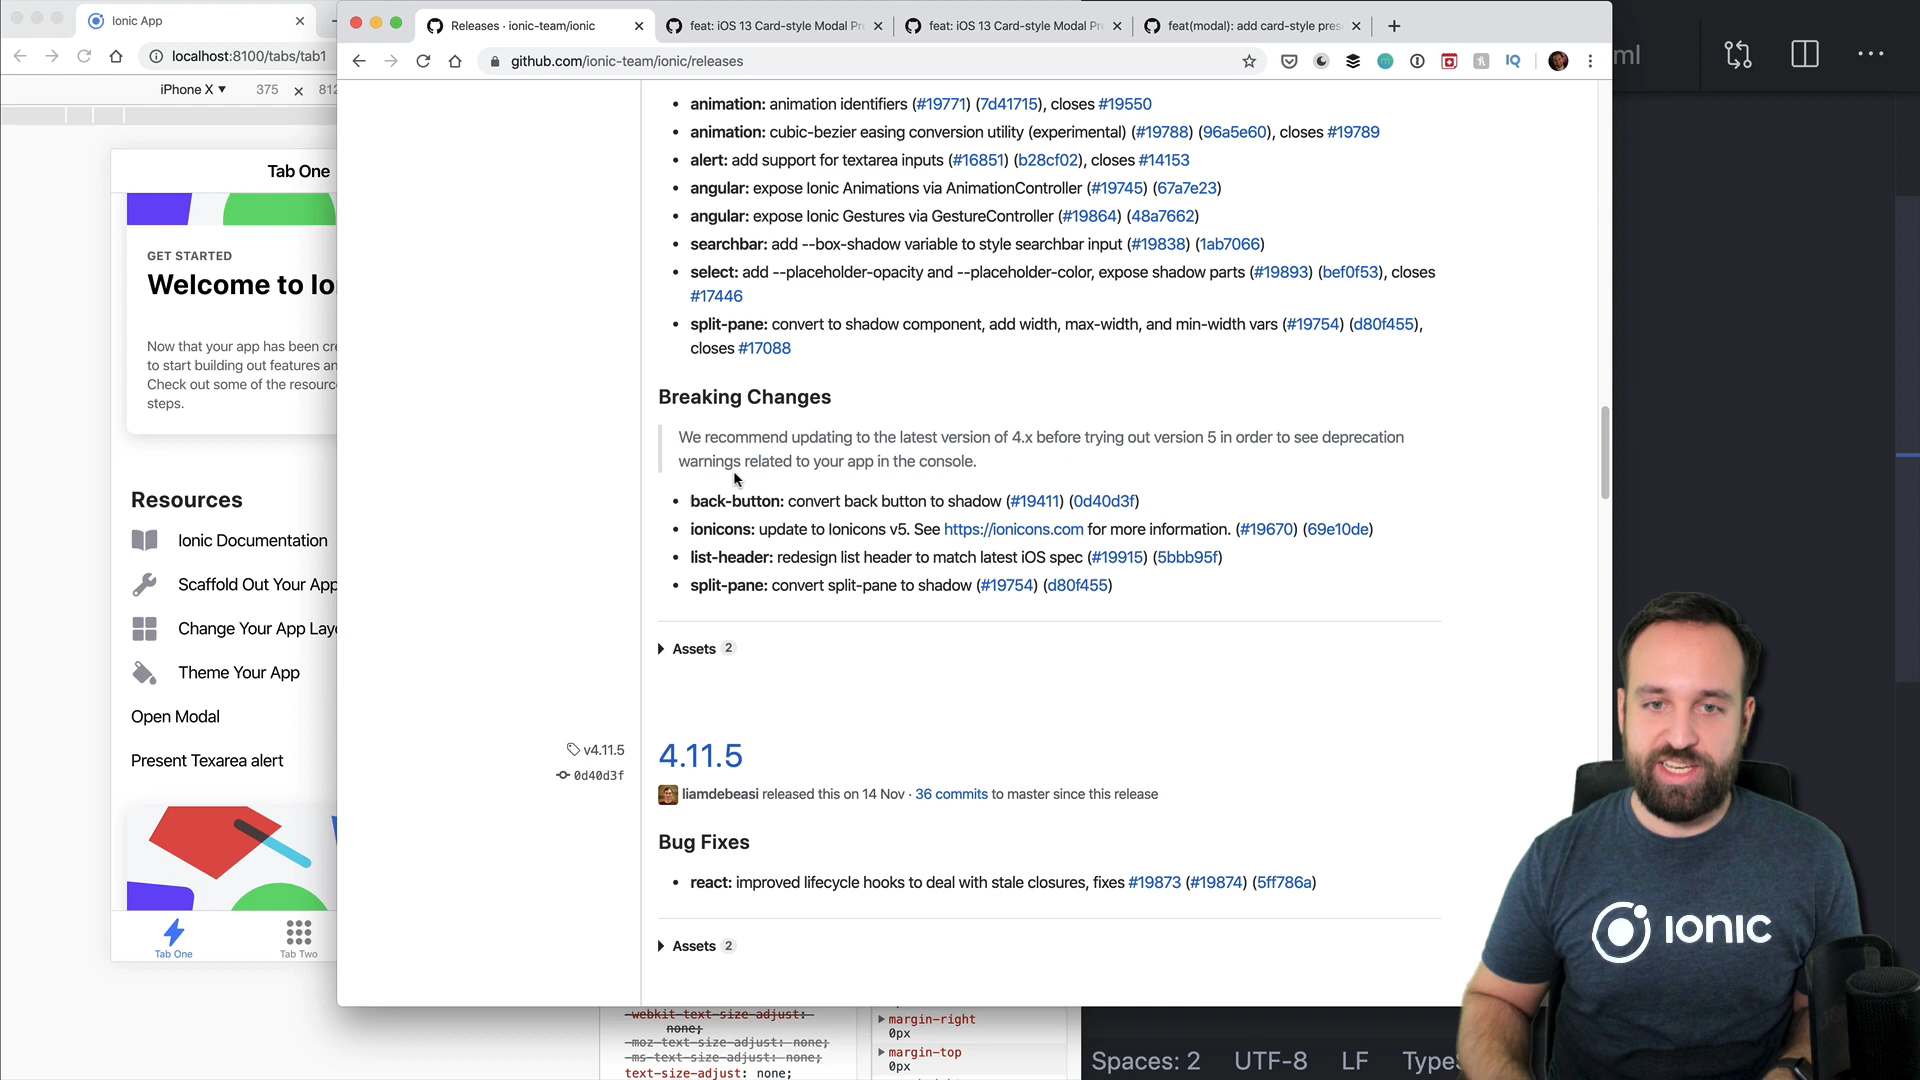 Ionic App
localhost:8100/tabs/tab1
iPhone X ▼ 375 × 812
Tab One
GET STARTED
Welcome to Io
Now that your app has been cre
to start building out features an
Check out some of the resourc
steps.
Resources
Ionic Documentation
Scaffold Out Your App
Change Your App Layo
Theme Your App
Open Modal
Present Texarea alert
Tab One
Tab Two
Releases · ionic-team/ionic
feat: iOS 13 Card-style Modal Pr
feat: iOS 13 Card-style Modal Pr
feat(modal): add card-style pres
github.com/ionic-team/ionic/releases
IQ
• animation: animation identifiers (#19771) (7d41715), closes #19550
• animation: cubic-bezier easing conversion utility (experimental) (#19788) (96a5e60), closes #19789
• alert: add support for textarea inputs (#16851) (b28cf02), closes #14153
• angular: expose Ionic Animations via AnimationController (#19745) (67a7e23)
• angular: expose Ionic Gestures via GestureController (#19864) (48a7662)
• searchbar: add --box-shadow variable to style searchbar input (#19838) (1ab7066)
• select: add --placeholder-opacity and --placeholder-color, expose shadow parts (#19893) (bef0f53), closes
#17446
• split-pane: convert to shadow component, add width, max-width, and min-width vars (#19754) (d80f455),
closes #17088
Breaking Changes
We recommend updating to the latest version of 4.x before trying out version 5 in order to see deprecation
warnings related to your app in the console.
• back-button: convert back button to shadow (#19411) (0d40d3f)
• ionicons: update to Ionicons v5. See https://ionicons.com for more information. (#19670) (69e10de)
• list-header: redesign list header to match latest iOS spec (#19915) (5bbb95f)
• split-pane: convert split-pane to shadow (#19754) (d80f455)
Assets 2
v4.11.5
0d40d3f
4.11.5
liamdebeasi released this on 14 Nov · 36 commits to master since this release
Bug Fixes
• react: improved lifecycle hooks to deal with stale closures, fixes #19873 (#19874) (5ff786a)
Assets 2
-webkit-text-size-adjust:
none;
-moz-text-size-adjust: none;
-ms-text-size-adjust: none;
text-size-adjust: none;
margin-right
0px
margin-top
0px
ml
Spaces: 2 UTF-8 LF Types
IONIC